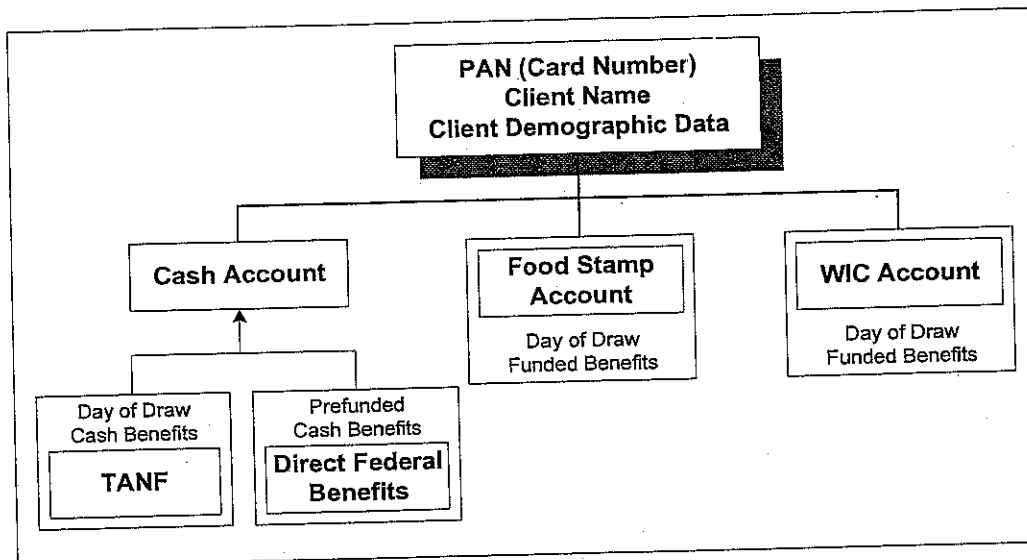 PAN (Card Number)
Client Name
Client Demographic Data
Cash Account
Food Stamp
Account
Day of Draw
Funded Benefits
WIC Account
Day of Draw
Funded Benefits
Day of Draw
Cash Benefits
TANF
Prefunded
Cash Benefits
Direct Federal
Benefits